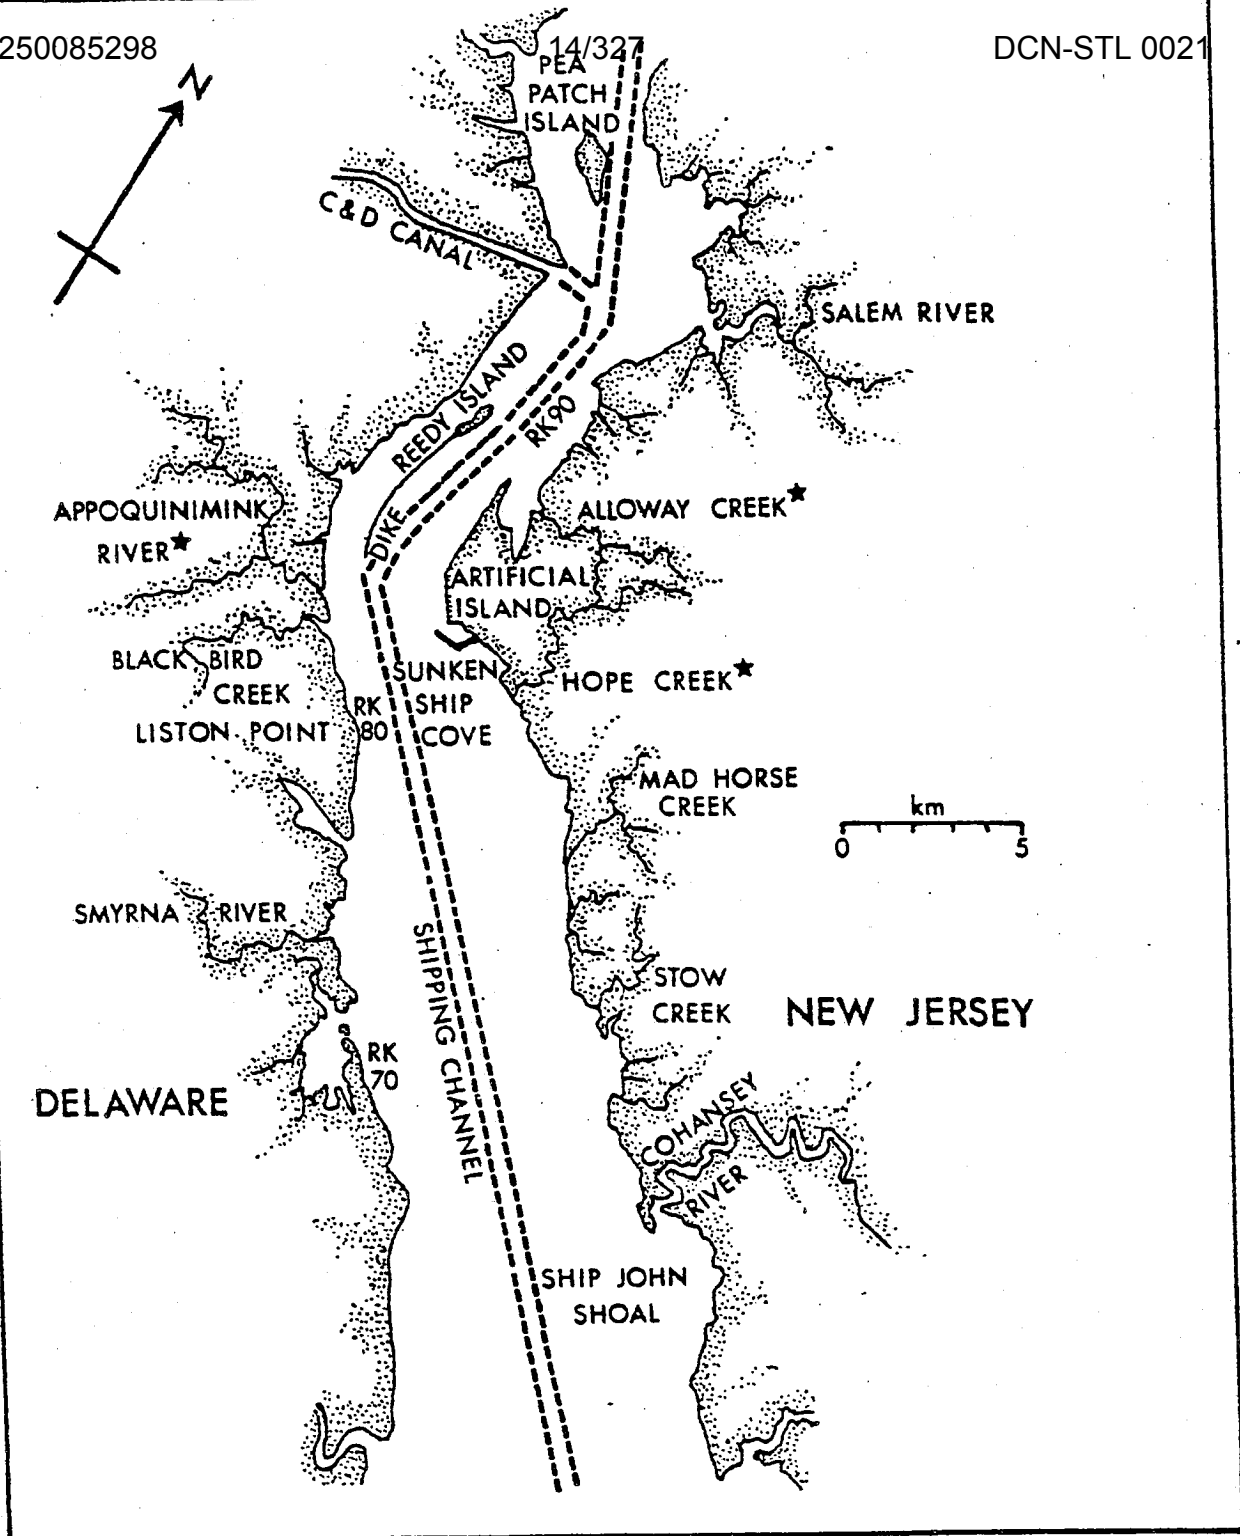 250085298
14/327
DCN-STL 0021
N
PEA
PATCH
ISLAND
C&D CANAL
SALEM RIVER
REEDY ISLAND
RK90
APPOQUINIMINK
RIVER★
DIKE
ALLOWAY CREEK★
ARTIFICIAL
ISLAND
BLACK BIRD
CREEK
SUNKEN
SHIP
COVE
HOPE CREEK★
LISTON POINT
RK
80
MAD HORSE
CREEK
km
0 5
SMYRNA RIVER
SHIPPING CHANNEL
STOW
CREEK
NEW JERSEY
RK
70
DELAWARE
COHANSEY
RIVER
SHIP JOHN
SHOAL